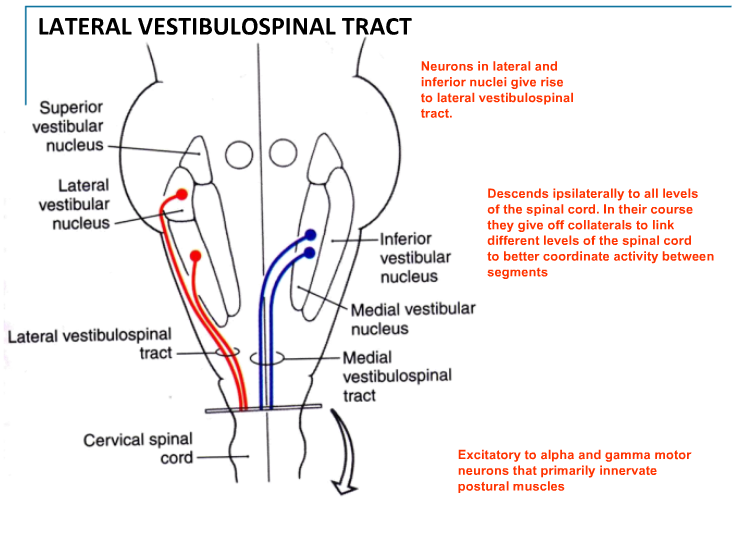 LATERAL VESTIBULOSPINAL TRACT
Neurons in lateral and
inferior nuclei give rise
to lateral vestibulospinal
tract.
Superior
vestibular
nucleus
Lateral
vestibular
nucleus
Descends ipsilaterally to all levels
of the spinal cord. In their course
they give off collaterals to link
different levels of the spinal cord
to better coordinate activity between
segments
Inferior
vestibular
nucleus
Medial vestibular
nucleus
Lateral vestibulospinal
tract
Medial
vestibulospinal
tract
Cervical spinal
cord
Excitatory to alpha and gamma motor
neurons that primarily innervate
postural muscles